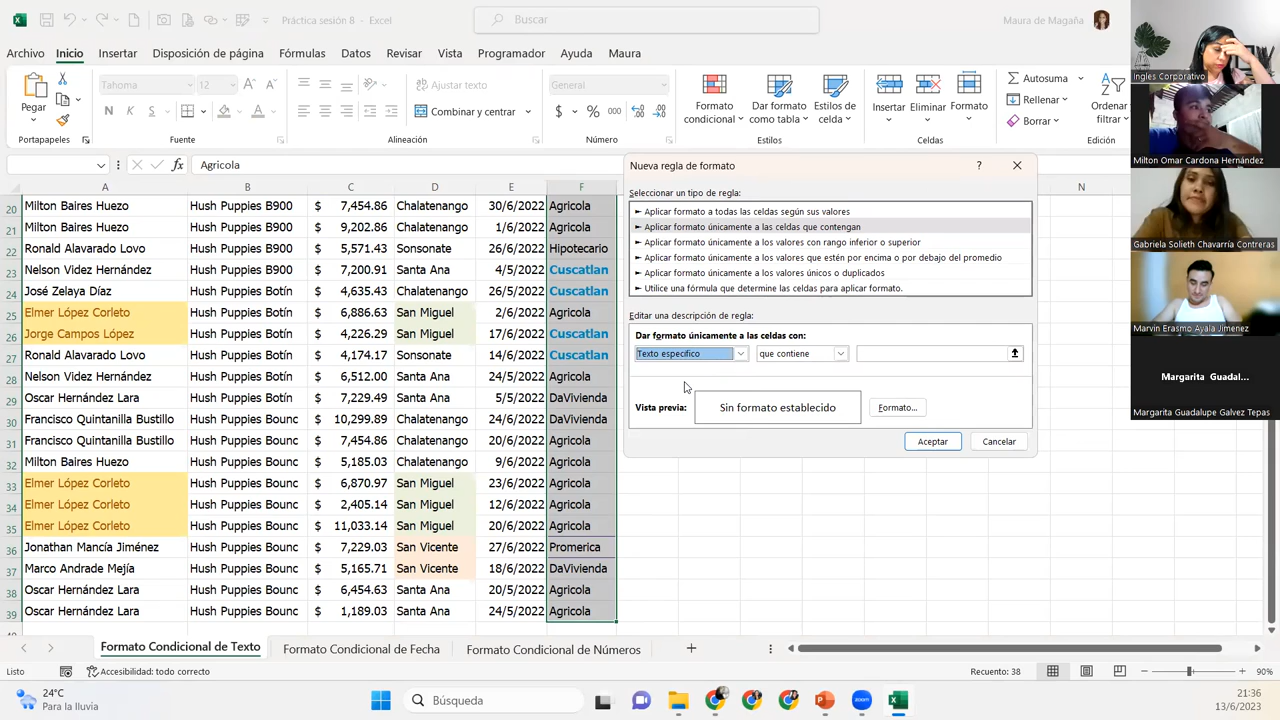 Práctica sesión 8 - Excel
Buscar
Maura de Magaña
Archivo Inicio Insertar Disposición de página Fórmulas Datos Revisar Vista Programador Ayuda Maura
Pegar
Portapapeles
Tahoma 12
N K S
Fuente
Ajustar texto
Combinar y centrar
Alineación
General
$ % 000
Número
Formato condicional
Dar formato como tabla
Estilos de celda
Estilos
Insertar Eliminar Formato
Celdas
Autosuma
Rellenar
Borrar
Ordenar
Edición
fx Agricola
A B C D E F N
20 Milton Baires Huezo Hush Puppies B900 $ 7,454.86 Chalatenango 30/6/2022 Agricola
21 Milton Baires Huezo Hush Puppies B900 $ 9,202.86 Chalatenango 1/6/2022 Agricola
22 Ronald Alavarado Lovo Hush Puppies B900 $ 5,571.43 Sonsonate 26/6/2022 Hipotecario
23 Nelson Videz Hernández Hush Puppies B900 $ 7,200.91 Santa Ana 4/5/2022 Cuscatlan
24 José Zelaya Díaz Hush Puppies Botín $ 4,635.43 Chalatenango 26/5/2022 Cuscatlan
25 Elmer López Corleto Hush Puppies Botín $ 6,886.63 San Miguel 2/6/2022 Agricola
26 Jorge Campos López Hush Puppies Botín $ 4,226.29 San Miguel 17/6/2022 Cuscatlan
27 Ronald Alavarado Lovo Hush Puppies Botín $ 4,174.17 Sonsonate 14/6/2022 Cuscatlan
28 Nelson Videz Hernández Hush Puppies Botín $ 6,512.00 Santa Ana 24/5/2022 Agricola
29 Oscar Hernández Lara Hush Puppies Botín $ 9,229.66 Santa Ana 5/5/2022 DaVivienda
30 Francisco Quintanilla Bustillo Hush Puppies Botín $ 10,299.89 Chalatenango 24/6/2022 DaVivienda
31 Francisco Quintanilla Bustillo Hush Puppies Botín $ 7,454.86 Chalatenango 20/6/2022 Agricola
32 Milton Baires Huezo Hush Puppies Bounc $ 5,185.03 Chalatenango 9/6/2022 Agricola
33 Elmer López Corleto Hush Puppies Bounc $ 6,870.97 San Miguel 23/6/2022 Agricola
34 Elmer López Corleto Hush Puppies Bounc $ 2,405.14 San Miguel 12/6/2022 Agricola
35 Elmer López Corleto Hush Puppies Bounc $ 11,033.14 San Miguel 20/6/2022 Agricola
36 Jonathan Mancía Jiménez Hush Puppies Bounc $ 7,229.03 San Vicente 27/6/2022 Promerica
37 Marco Andrade Mejía Hush Puppies Bounc $ 5,165.71 San Vicente 18/6/2022 DaVivienda
38 Oscar Hernández Lara Hush Puppies Bounc $ 6,454.63 Santa Ana 20/5/2022 Agricola
39 Oscar Hernández Lara Hush Puppies Bounc $ 1,189.03 Santa Ana 24/5/2022 Agricola
Nueva regla de formato ?
Seleccionar un tipo de regla:
► Aplicar formato a todas las celdas según sus valores
► Aplicar formato únicamente a las celdas que contengan
► Aplicar formato únicamente a los valores con rango inferior o superior
► Aplicar formato únicamente a los valores que estén por encima o por debajo del promedio
► Aplicar formato únicamente a los valores únicos o duplicados
► Utilice una fórmula que determine las celdas para aplicar formato.
Editar una descripción de regla:
Dar formato únicamente a las celdas con:
Texto específico que contiene
Vista previa: Sin formato establecido Formato...
Aceptar Cancelar
Ingles Corporativo
Milton Omar Cardona Hernández
Gabriela Solieth Chavarría Contreras
Marvin Erasmo Ayala Jimenez
Margarita Guadal...
Margarita Guadalupe Galvez Tepas
Formato Condicional de Texto Formato Condicional de Fecha Formato Condicional de Números
Listo Accesibilidad: todo correcto Recuento: 38 90%
24°C
Para la lluvia
Búsqueda
zoom
21:36
13/6/2023